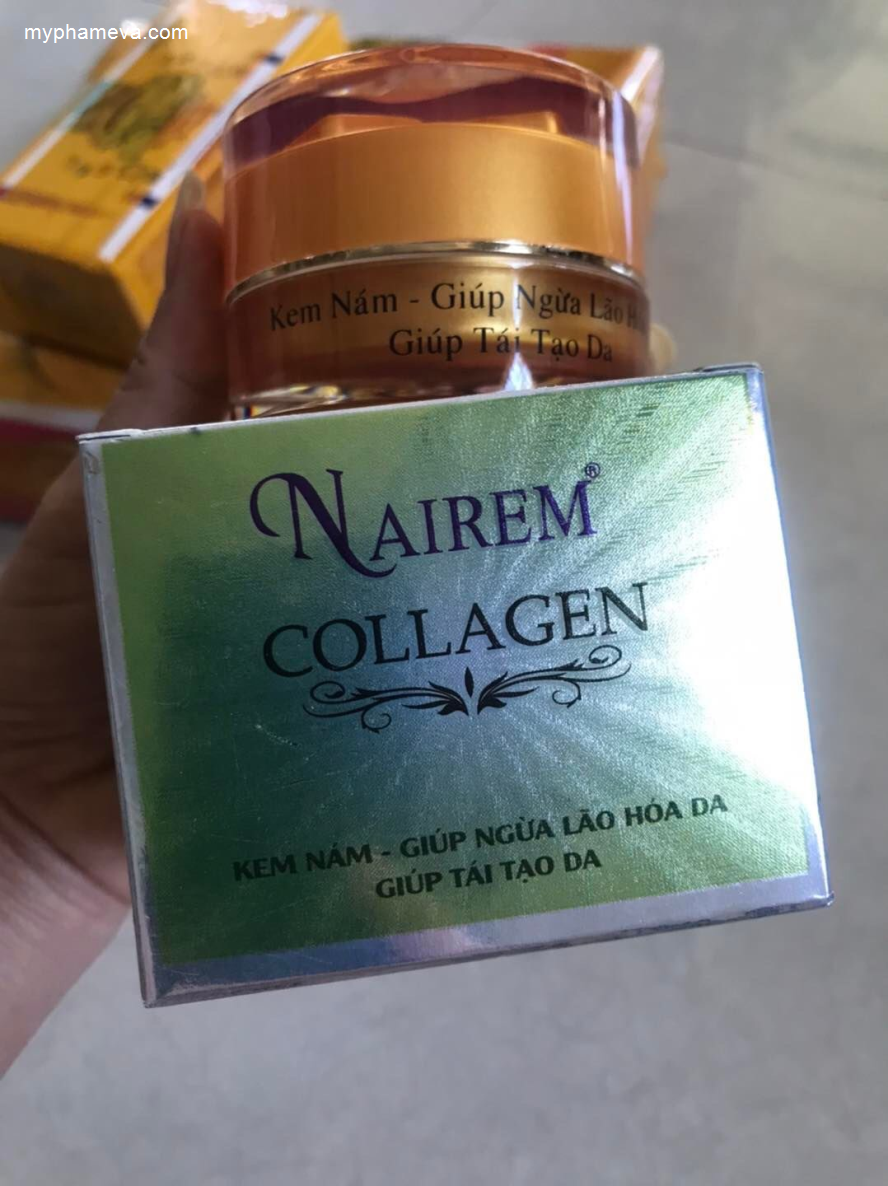 myphameva.com
Kem Nám - Giúp Ngừa Lão
Giúp Tái Tạo Da
NAIREM®
COLLAGEN
KEM NÁM - GIÚP NGỪA LÃO HÓA DA
GIÚP TÁI TẠO DA